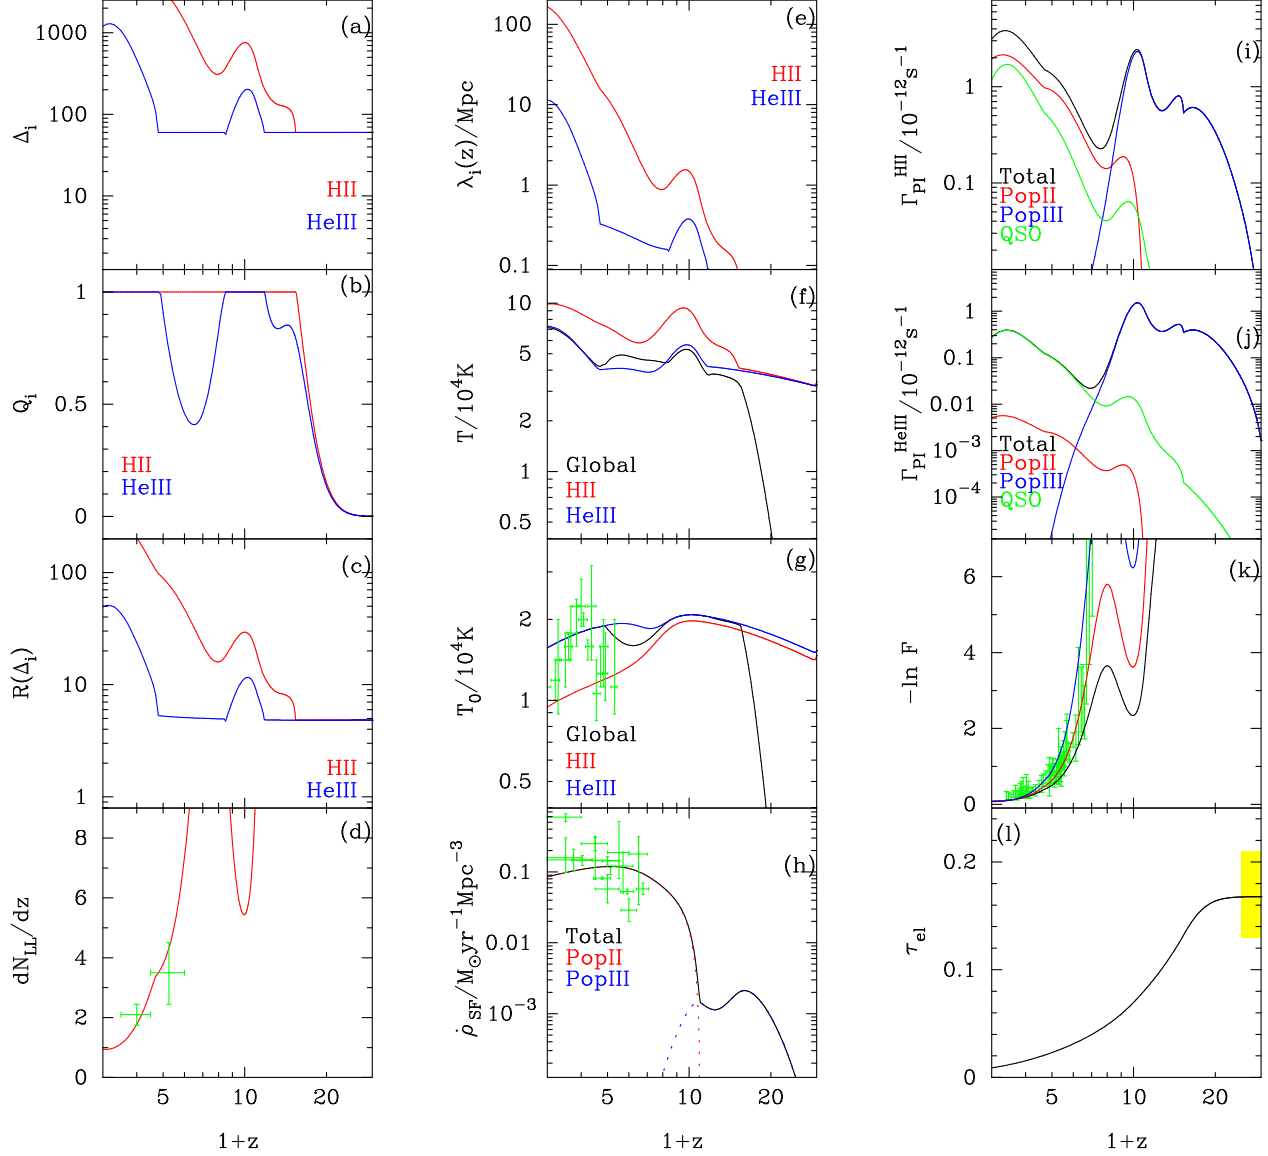 (a)
1000
100
10
Δi
HII
HeIII
(b)
1
0.5
0
Qi
HII
HeIII
(c)
100
10
1
R(Δi)
HII
HeIII
(d)
8
6
4
2
0
dNLL/dz
5 10 20
1+z
(e)
100
10
1
0.1
λi(z)/Mpc
HII
HeIII
(f)
10
5
2
1
0.5
T/10⁴K
Global
HII
HeIII
(g)
2
1
0.5
T0/10⁴K
Global
HII
HeIII
(h)
0.1
0.01
10⁻³
ρ̇SF/M⊙yr⁻¹Mpc⁻³
Total
PopII
PopIII
5 10 20
1+z
(i)
1
0.1
ΓPI^HII/10⁻¹²s⁻¹
Total
PopII
PopIII
QSO
(j)
1
0.1
0.01
10⁻³
10⁻⁴
ΓPI^HeIII/10⁻¹²s⁻¹
Total
PopII
PopIII
QSO
(k)
6
4
2
0
−ln F
(l)
0.2
0.1
0
τel
5 10 20
1+z